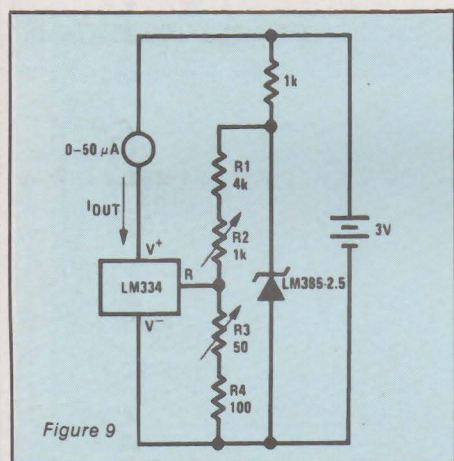 1k
0-50 µA
R1
4k
IOUT
R2
1k
3V
V+
LM334
R
LM385-2.5
V−
R3
50
R4
100
Figure 9